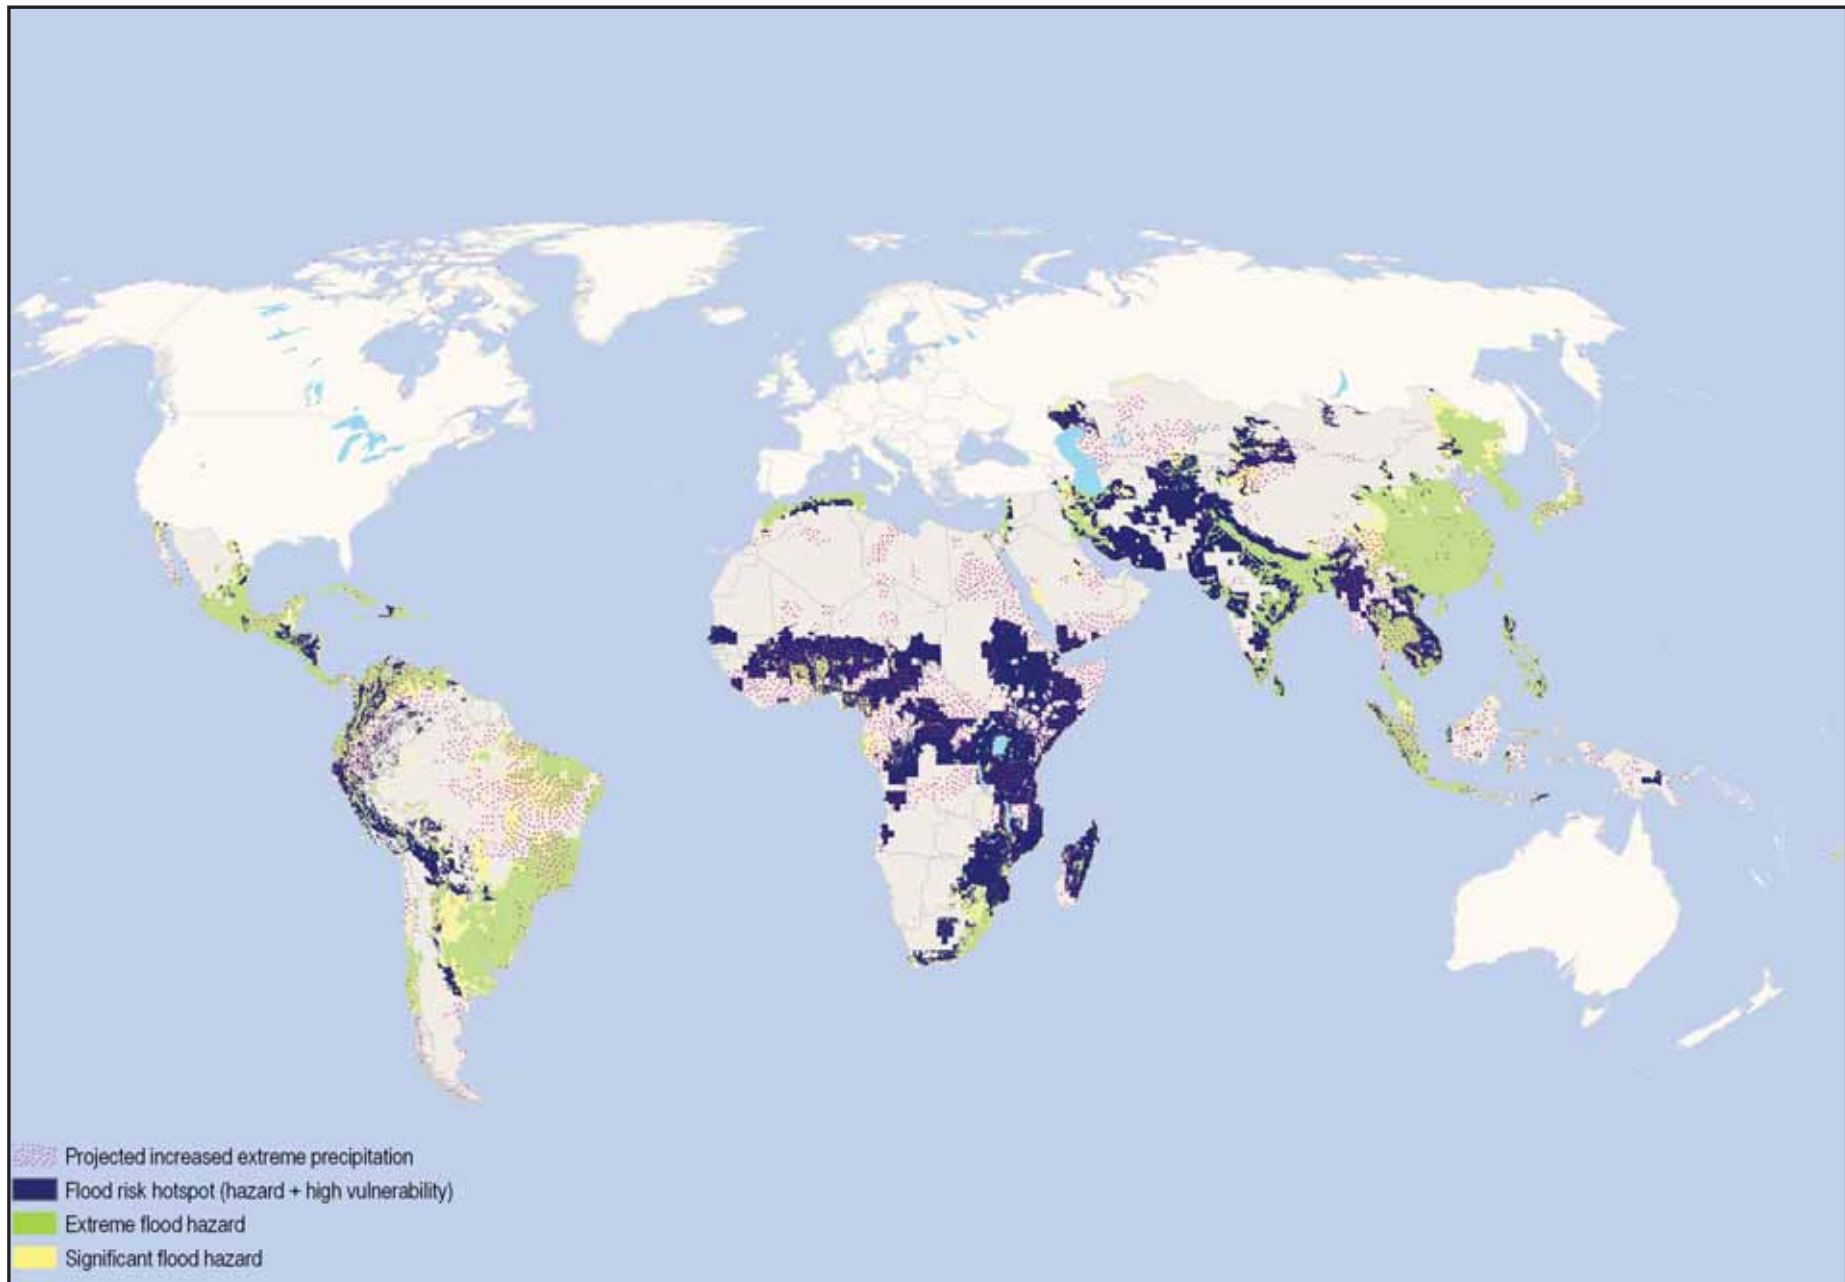 Projected increased extreme precipitation
Flood risk hotspot (hazard + high vulnerability)
Extreme flood hazard
Significant flood hazard